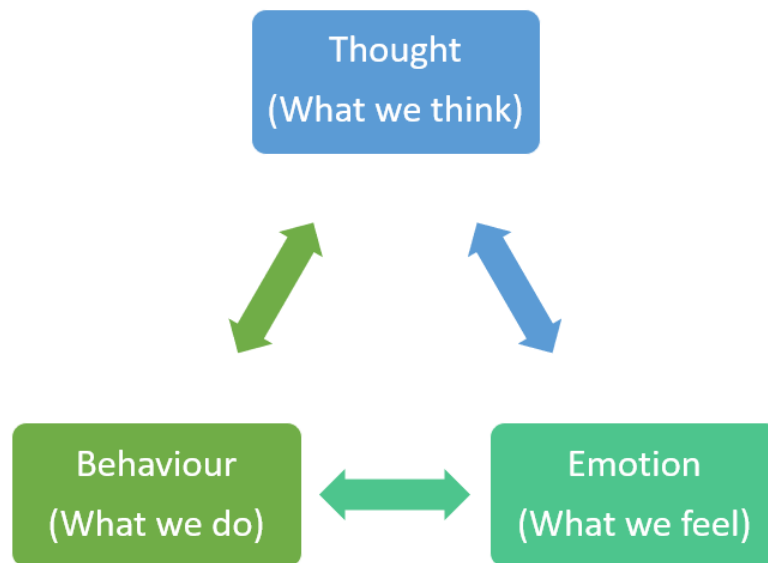 Thought
(What we think)
Behaviour
(What we do)
Emotion
(What we feel)